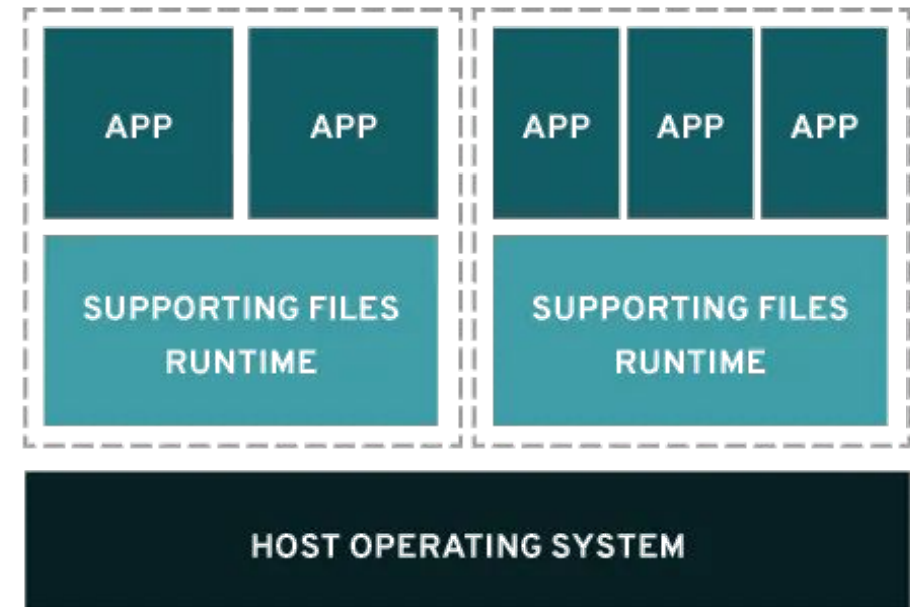 APP
APP
APP
APP
APP
SUPPORTING FILES
RUNTIME
SUPPORTING FILES
RUNTIME
HOST OPERATING SYSTEM